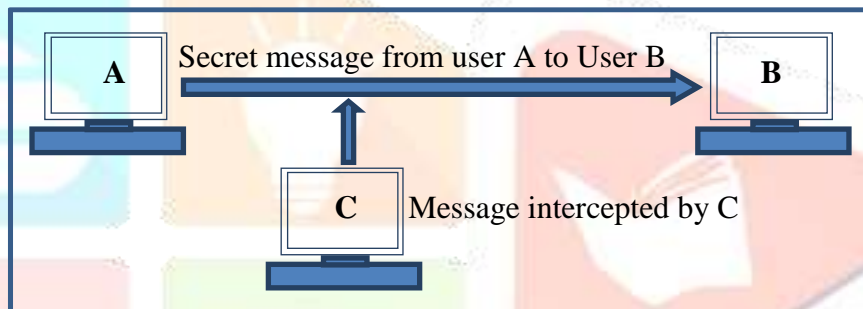 A
Secret message from user A to User B
B
C
Message intercepted by C